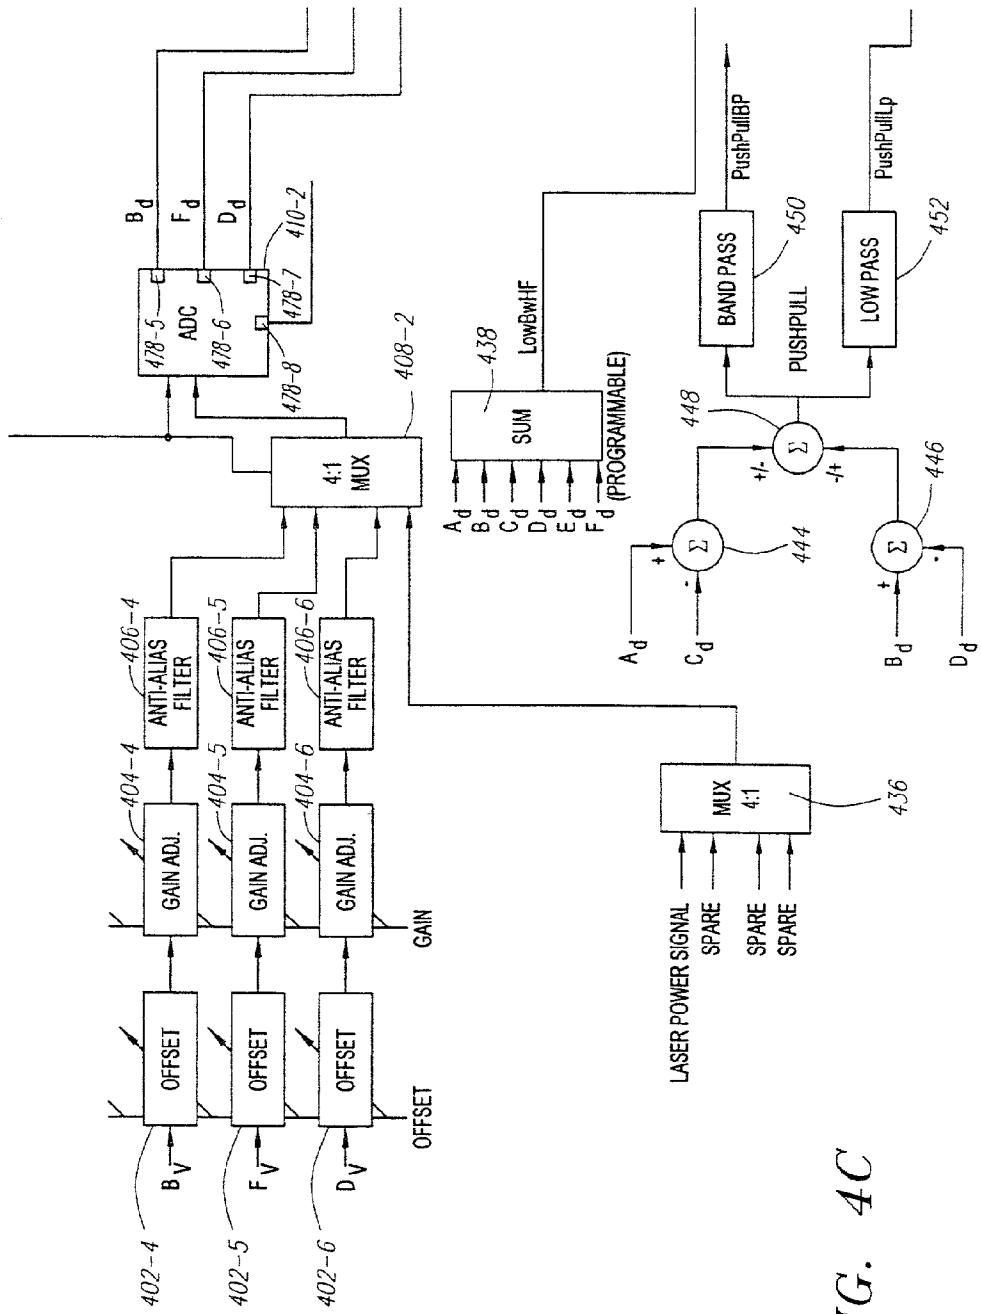 402-4
402-5
402-6
B_V
F_V
D_V
OFFSET
OFFSET
OFFSET
OFFSET
404-4
404-5
404-6
GAIN ADJ.
GAIN ADJ.
GAIN ADJ.
GAIN
406-4
406-5
406-6
ANTI-ALIAS
FILTER
ANTI-ALIAS
FILTER
ANTI-ALIAS
FILTER
4:1
MUX
408-2
ADC
478-5
478-6
478-7
478-8
410-2
B_d
F_d
D_d
LASER POWER SIGNAL
SPARE
SPARE
SPARE
MUX
4:1
436
A_d
B_d
C_d
D_d
E_d
F_d
(PROGRAMMABLE)
SUM
438
LowBwHF
A_d
C_d
+
-
Σ
444
B_d
D_d
+
-
Σ
446
+/-
-/+
Σ
448
PUSHPULL
BAND PASS
450
PushPullBP
LOW PASS
452
PushPullLp
4C